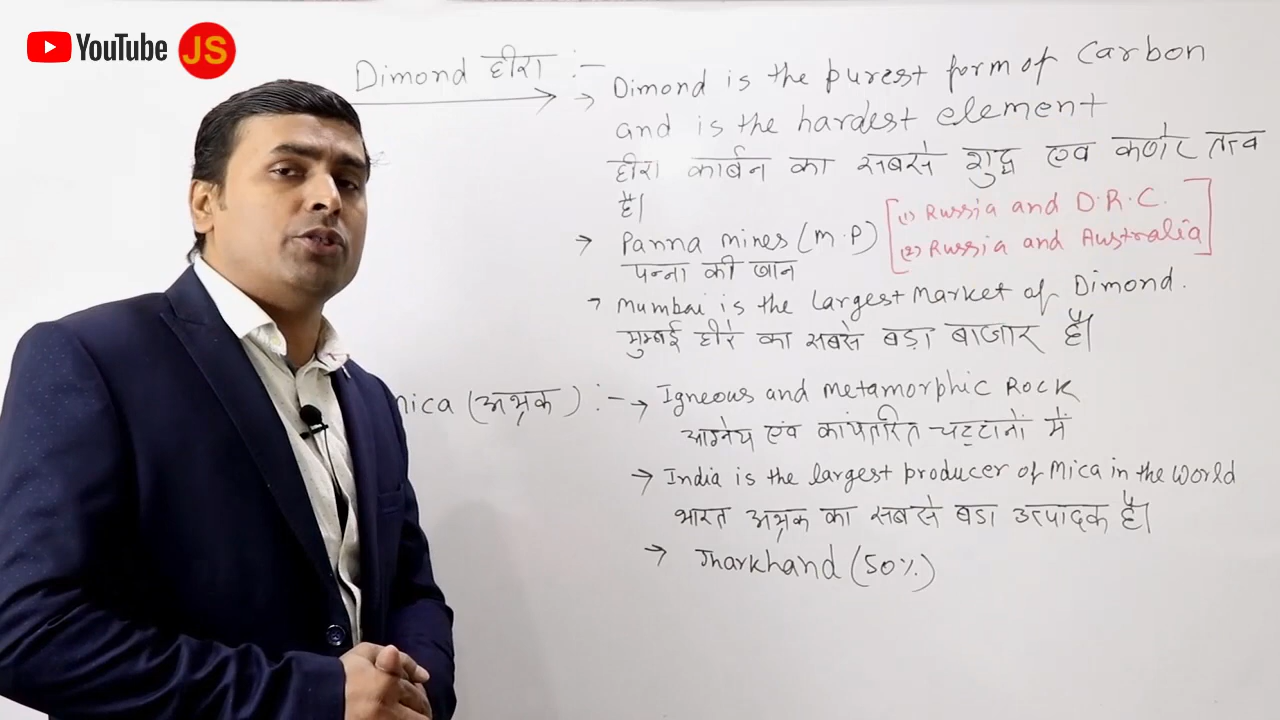 YouTube JS
Dimond हीरा :-
→ Dimond is the purest form of Carbon
and is the hardest element
हीरा कार्बन का सबसे शुद्ध एव कठोर तत्व
है।
→ Panna mines (M.P)
पन्ना की खान
(1) Russia and D.R.C.
(2) Russia and Australia
→ Mumbai is the largest Market of Dimond.
मुम्बई हीरे का सबसे बड़ा बाजार है।
mica (अभ्रक) :- → Igneous and metamorphic Rock
आग्नेय एंव कायंतरित चट्टानों में
→ India is the largest producer of Mica in the world
भारत अभ्रक का सबसे बडा उत्पादक है।
→ Jharkhand (50%)